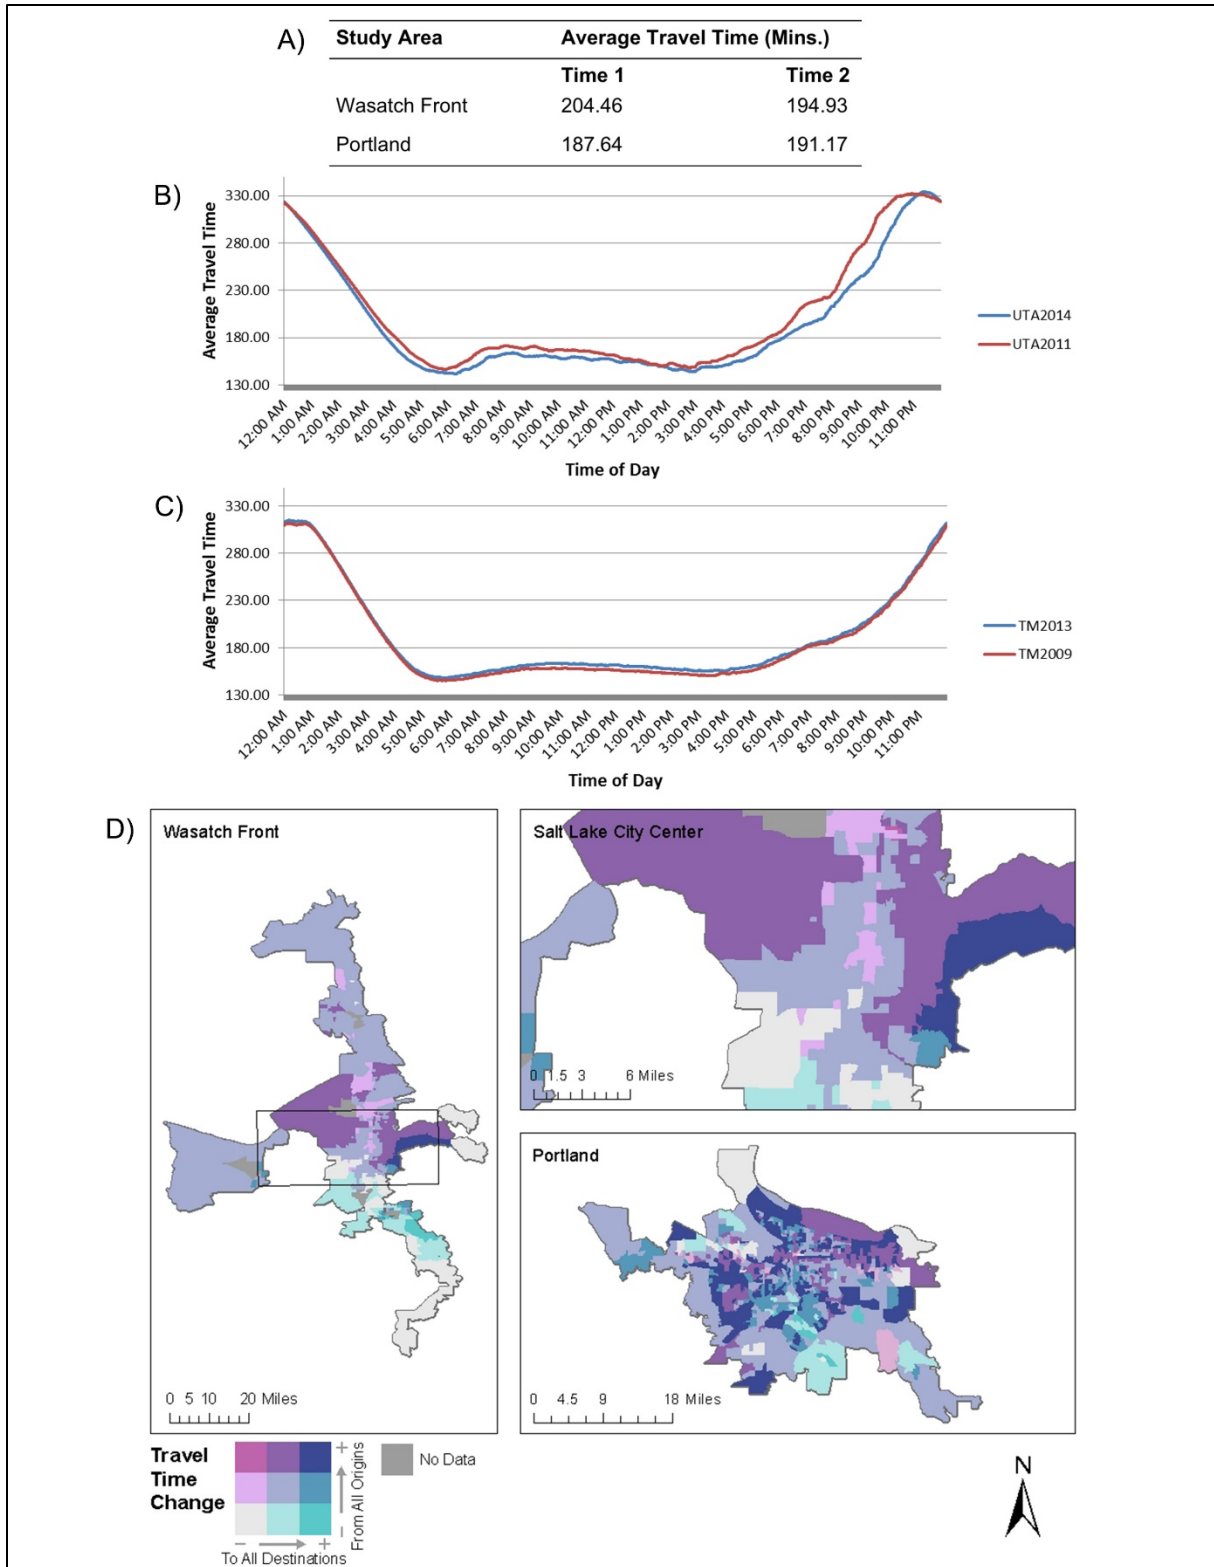 A)
Study Area Average Travel Time (Mins.)
Time 1 Time 2
Wasatch Front 204.46 194.93
Portland 187.64 191.17
B)
Average Travel Time
330.00
280.00
230.00
180.00
130.00
12:00 AM 1:00 AM 2:00 AM 3:00 AM 4:00 AM 5:00 AM 6:00 AM 7:00 AM 8:00 AM 9:00 AM 10:00 AM 11:00 AM 12:00 PM 1:00 PM 2:00 PM 3:00 PM 4:00 PM 5:00 PM 6:00 PM 7:00 PM 8:00 PM 9:00 PM 10:00 PM 11:00 PM
Time of Day
UTA2014
UTA2011
C)
Average Travel Time
330.00
280.00
230.00
180.00
130.00
12:00 AM 1:00 AM 2:00 AM 3:00 AM 4:00 AM 5:00 AM 6:00 AM 7:00 AM 8:00 AM 9:00 AM 10:00 AM 11:00 AM 12:00 PM 1:00 PM 2:00 PM 3:00 PM 4:00 PM 5:00 PM 6:00 PM 7:00 PM 8:00 PM 9:00 PM 10:00 PM 11:00 PM
Time of Day
TM2013
TM2009
D)
Wasatch Front
0 5 10 20 Miles
Salt Lake City Center
0 1.5 3 6 Miles
Portland
0 4.5 9 18 Miles
Travel
Time
Change
+
From All Origins
-
- +
To All Destinations
No Data
N